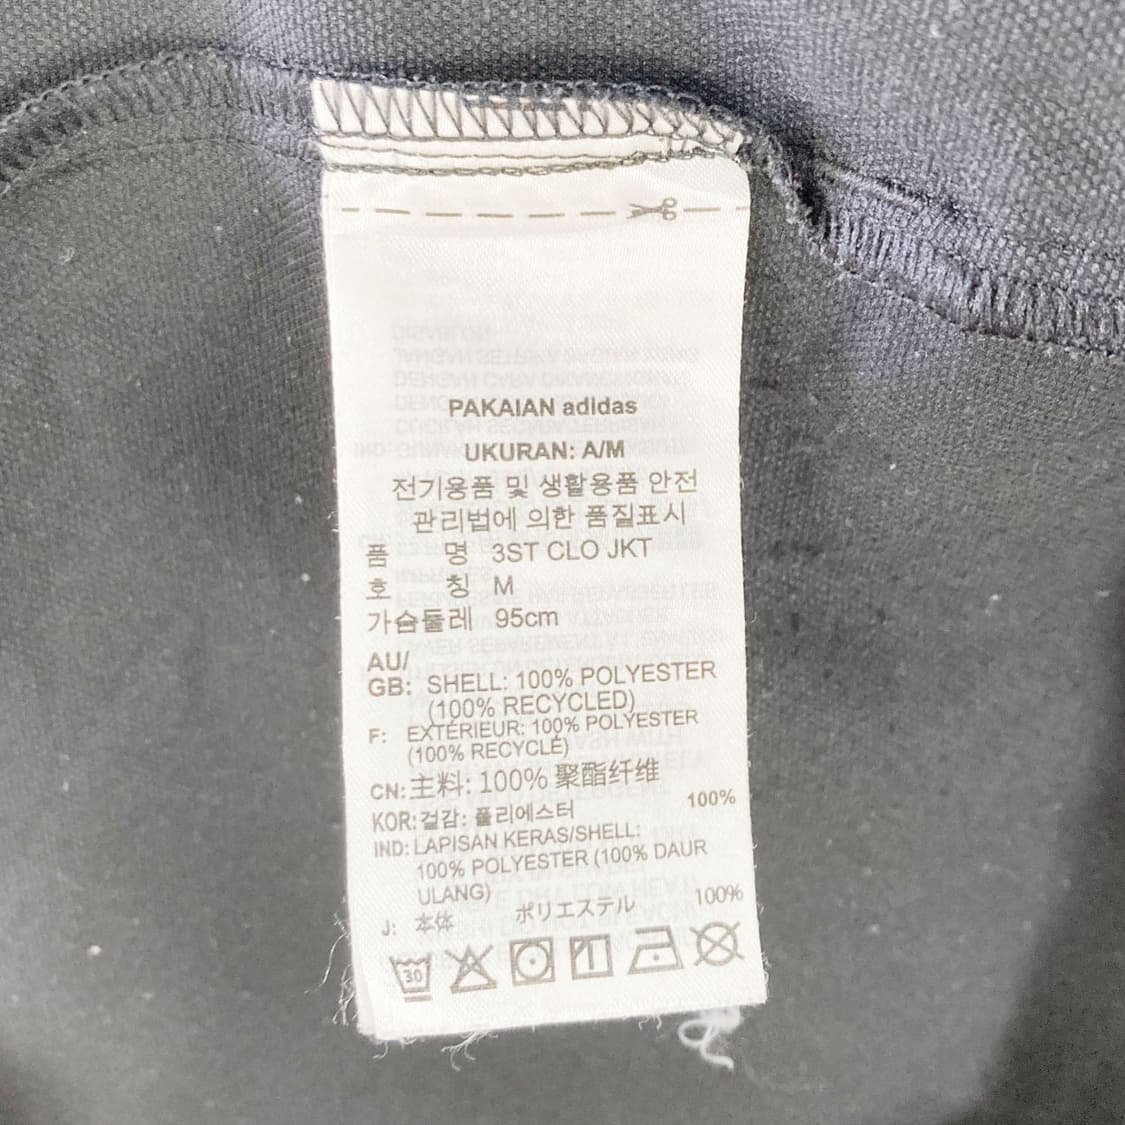 PAKAIAN adidas
UKURAN: A/M
전기용품 및 생활용품 안전
관리법에 의한 품질표시
품 명 3ST CLO JKT
호 칭 M
가슴둘레 95cm
AU/
GB: SHELL: 100% POLYESTER
(100% RECYCLED)
F: EXTÉRIEUR: 100% POLYESTER
(100% RECYCLÉ)
CN: 主料: 100% 聚酯纤维
KOR: 겉감: 폴리에스터 100%
IND: LAPISAN KERAS/SHELL:
100% POLYESTER (100% DAUR
ULANG)
J: 本体 ポリエステル 100%
30